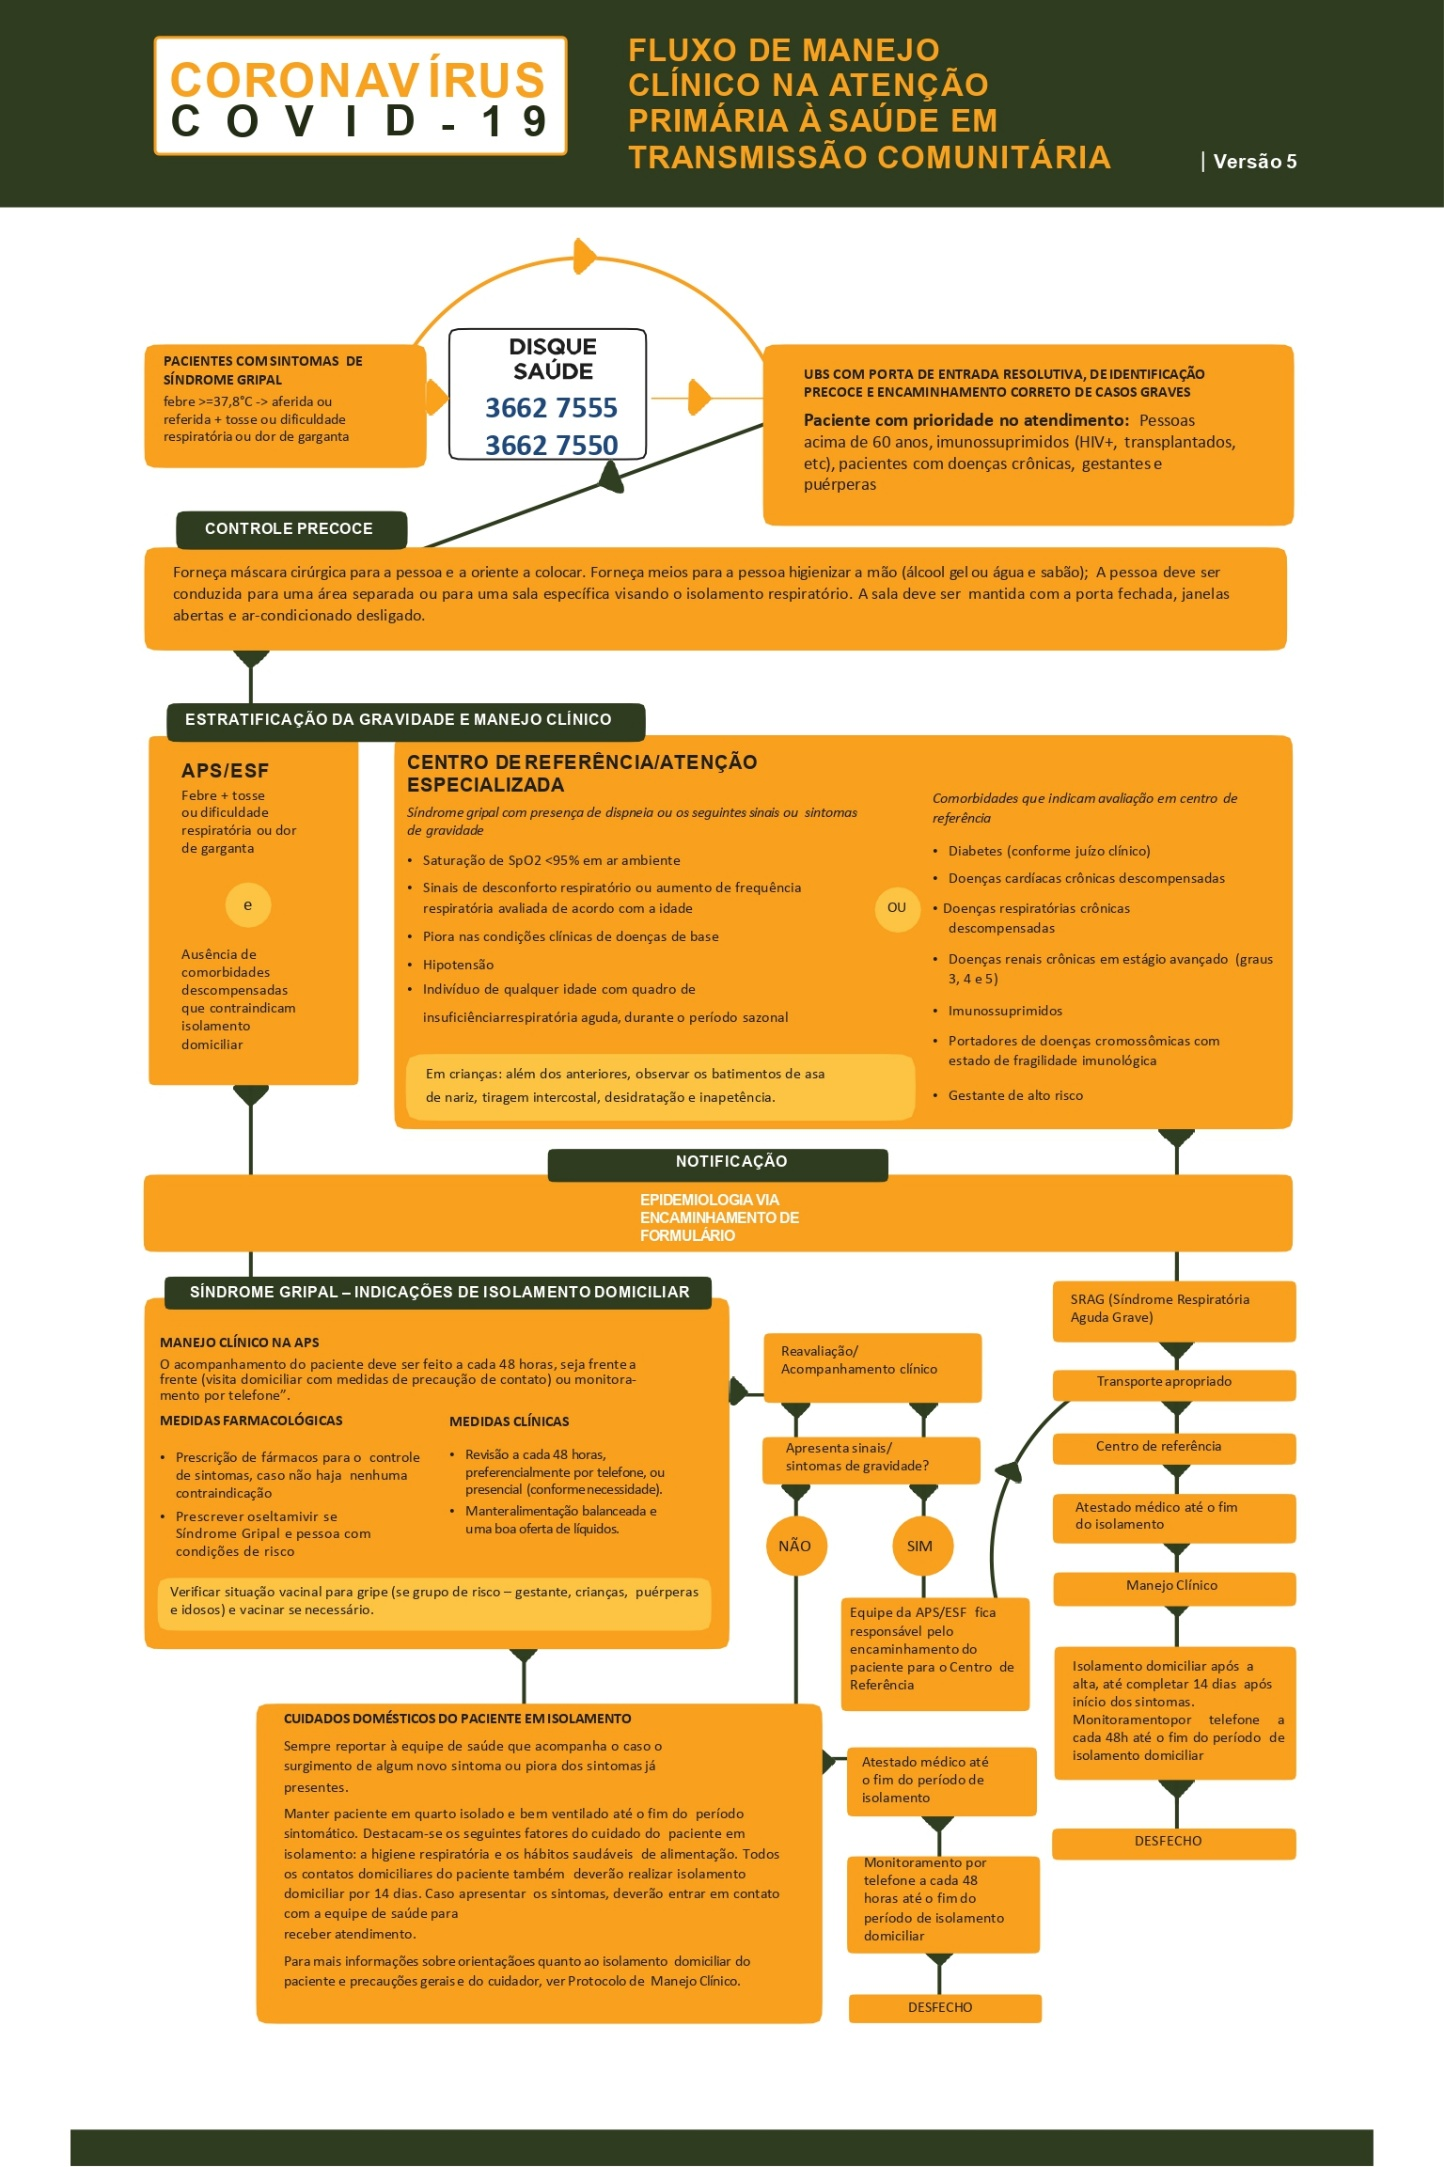 CORONAVÍRUS
COVID-19
FLUXO DE MANEJO
CLÍNICO NA ATENÇÃO
PRIMÁRIA À SAÚDE EM
TRANSMISSÃO COMUNITÁRIA
| Versão 5
PACIENTES COM SINTOMAS DE
SÍNDROME GRIPAL
febre >=37,8°C -> aferida ou
referida + tosse ou dificuldade
respiratória ou dor de garganta
DISQUE
SAÚDE
3662 7555
3662 7550
UBS COM PORTA DE ENTRADA RESOLUTIVA, DE IDENTIFICAÇÃO
PRECOCE E ENCAMINHAMENTO CORRETO DE CASOS GRAVES
Paciente com prioridade no atendimento: Pessoas
acima de 60 anos, imunossuprimidos (HIV+, transplantados,
etc), pacientes com doenças crônicas, gestantes e
puérperas
CONTROLE PRECOCE
Forneça máscara cirúrgica para a pessoa e a oriente a colocar. Forneça meios para a pessoa higienizar a mão (álcool gel ou água e sabão); A pessoa deve ser
conduzida para uma área separada ou para uma sala específica visando o isolamento respiratório. A sala deve ser mantida com a porta fechada, janelas
abertas e ar-condicionado desligado.
ESTRATIFICAÇÃO DA GRAVIDADE E MANEJO CLÍNICO
APS/ESF
Febre + tosse
ou dificuldade
respiratória ou dor
de garganta
e
Ausência de
comorbidades
descompensadas
que contraindicam
isolamento
domiciliar
CENTRO DE REFERÊNCIA/ATENÇÃO
ESPECIALIZADA
Síndrome gripal com presença de dispneia ou os seguintes sinais ou sintomas
de gravidade
• Saturação de SpO2 <95% em ar ambiente
• Sinais de desconforto respiratório ou aumento de frequência
respiratória avaliada de acordo com a idade
• Piora nas condições clínicas de doenças de base
• Hipotensão
• Indivíduo de qualquer idade com quadro de
insuficiênciarrespiratória aguda, durante o período sazonal
Em crianças: além dos anteriores, observar os batimentos de asa
de nariz, tiragem intercostal, desidratação e inapetência.
OU
Comorbidades que indicam avaliação em centro de
referência
• Diabetes (conforme juízo clínico)
• Doenças cardíacas crônicas descompensadas
• Doenças respiratórias crônicas
descompensadas
• Doenças renais crônicas em estágio avançado (graus
3, 4 e 5)
• Imunossuprimidos
• Portadores de doenças cromossômicas com
estado de fragilidade imunológica
• Gestante de alto risco
NOTIFICAÇÃO
EPIDEMIOLOGIA VIA
ENCAMINHAMENTO DE
FORMULÁRIO
SÍNDROME GRIPAL – INDICAÇÕES DE ISOLAMENTO DOMICILIAR
MANEJO CLÍNICO NA APS
O acompanhamento do paciente deve ser feito a cada 48 horas, seja frente a
frente (visita domiciliar com medidas de precaução de contato) ou monitora-
mento por telefone”.
MEDIDAS FARMACOLÓGICAS
• Prescrição de fármacos para o controle
de sintomas, caso não haja nenhuma
contraindicação
• Prescrever oseltamivir se
Síndrome Gripal e pessoa com
condições de risco
MEDIDAS CLÍNICAS
• Revisão a cada 48 horas,
preferencialmente por telefone, ou
presencial (conforme necessidade).
• Manteralimentação balanceada e
uma boa oferta de líquidos.
Verificar situação vacinal para gripe (se grupo de risco – gestante, crianças, puérperas
e idosos) e vacinar se necessário.
Reavaliação/
Acompanhamento clínico
Apresenta sinais/
sintomas de gravidade?
NÃO
SIM
Equipe da APS/ESF fica
responsável pelo
encaminhamento do
paciente para o Centro de
Referência
SRAG (Síndrome Respiratória
Aguda Grave)
Transporte apropriado
Centro de referência
Atestado médico até o fim
do isolamento
Manejo Clínico
Isolamento domiciliar após a
alta, até completar 14 dias após
início dos sintomas.
Monitoramentopor telefone a
cada 48h até o fim do período de
isolamento domiciliar
DESFECHO
CUIDADOS DOMÉSTICOS DO PACIENTE EM ISOLAMENTO
Sempre reportar à equipe de saúde que acompanha o caso o
surgimento de algum novo sintoma ou piora dos sintomas já
presentes.
Manter paciente em quarto isolado e bem ventilado até o fim do período
sintomático. Destacam-se os seguintes fatores do cuidado do paciente em
isolamento: a higiene respiratória e os hábitos saudáveis de alimentação. Todos
os contatos domiciliares do paciente também deverão realizar isolamento
domiciliar por 14 dias. Caso apresentar os sintomas, deverão entrar em contato
com a equipe de saúde para
receber atendimento.
Para mais informações sobre orientaçãoes quanto ao isolamento domiciliar do
paciente e precauções gerais e do cuidador, ver Protocolo de Manejo Clínico.
Atestado médico até
o fim do período de
isolamento
Monitoramento por
telefone a cada 48
horas até o fim do
período de isolamento
domiciliar
DESFECHO